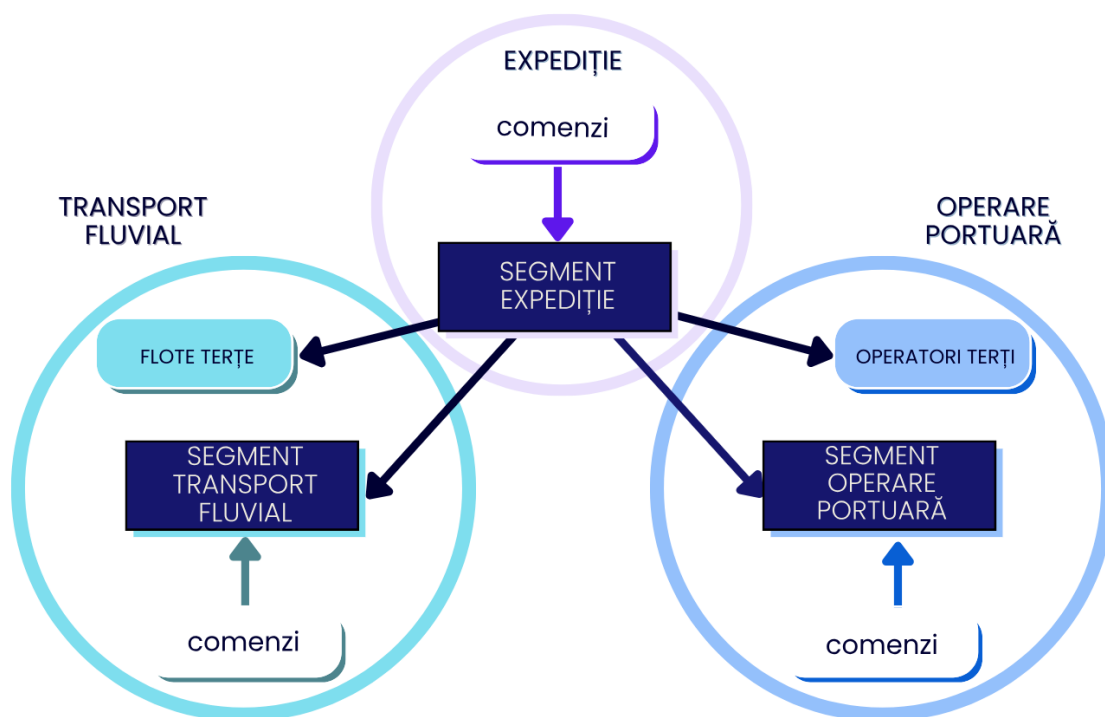 EXPEDIȚIE
comenzi
TRANSPORT
FLUVIAL
OPERARE
PORTUARĂ
SEGMENT
EXPEDIȚIE
FLOTE TERȚE
OPERATORI TERȚI
SEGMENT
TRANSPORT
FLUVIAL
SEGMENT
OPERARE
PORTUARĂ
comenzi
comenzi